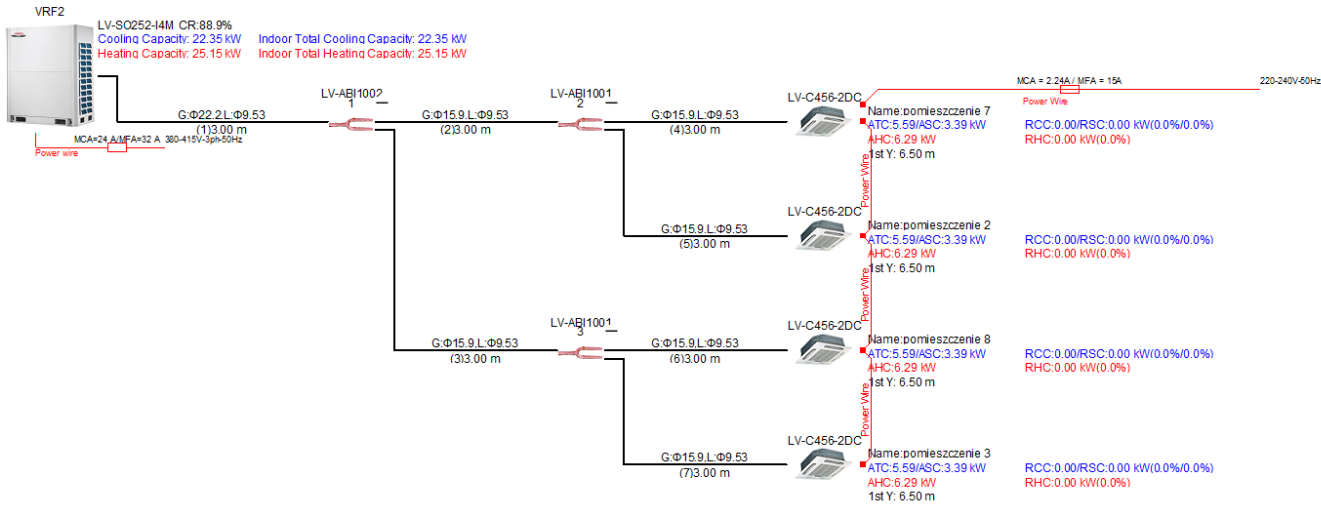 VRF2
LV-SO252-I4M CR:88.9%
Cooling Capacity: 22.35 kW Indoor Total Cooling Capacity: 22.35 kW
Heating Capacity: 25.15 kW Indoor Total Heating Capacity: 25.15 kW
MCA=24 A/MFA=32 A 380-415V-3ph-50Hz
Power wire
G:Φ22.2,L:Φ9.53
(1)3.00 m
LV-ABI1002
1
G:Φ15.9,L:Φ9.53
(2)3.00 m
LV-ABI1001
2
G:Φ15.9,L:Φ9.53
(4)3.00 m
LV-C456-2DC
MCA = 2.24A / MFA = 15A
220-240V-50Hz
Power Wire
Name:pomieszczenie 7
ATC:5.59/ASC:3.39 kW RCC:0.00/RSC:0.00 kW(0.0%/0.0%)
AHC:6.29 kW RHC:0.00 kW(0.0%)
1st Y: 6.50 m
Power Wire
G:Φ15.9,L:Φ9.53
(5)3.00 m
LV-C456-2DC
Name:pomieszczenie 2
ATC:5.59/ASC:3.39 kW RCC:0.00/RSC:0.00 kW(0.0%/0.0%)
AHC:6.29 kW RHC:0.00 kW(0.0%)
1st Y: 6.50 m
Power Wire
G:Φ15.9,L:Φ9.53
(3)3.00 m
LV-ABI1001
3
G:Φ15.9,L:Φ9.53
(6)3.00 m
LV-C456-2DC
Name:pomieszczenie 8
ATC:5.59/ASC:3.39 kW RCC:0.00/RSC:0.00 kW(0.0%/0.0%)
AHC:6.29 kW RHC:0.00 kW(0.0%)
1st Y: 6.50 m
Power Wire
G:Φ15.9,L:Φ9.53
(7)3.00 m
LV-C456-2DC
Name:pomieszczenie 3
ATC:5.59/ASC:3.39 kW RCC:0.00/RSC:0.00 kW(0.0%/0.0%)
AHC:6.29 kW RHC:0.00 kW(0.0%)
1st Y: 6.50 m